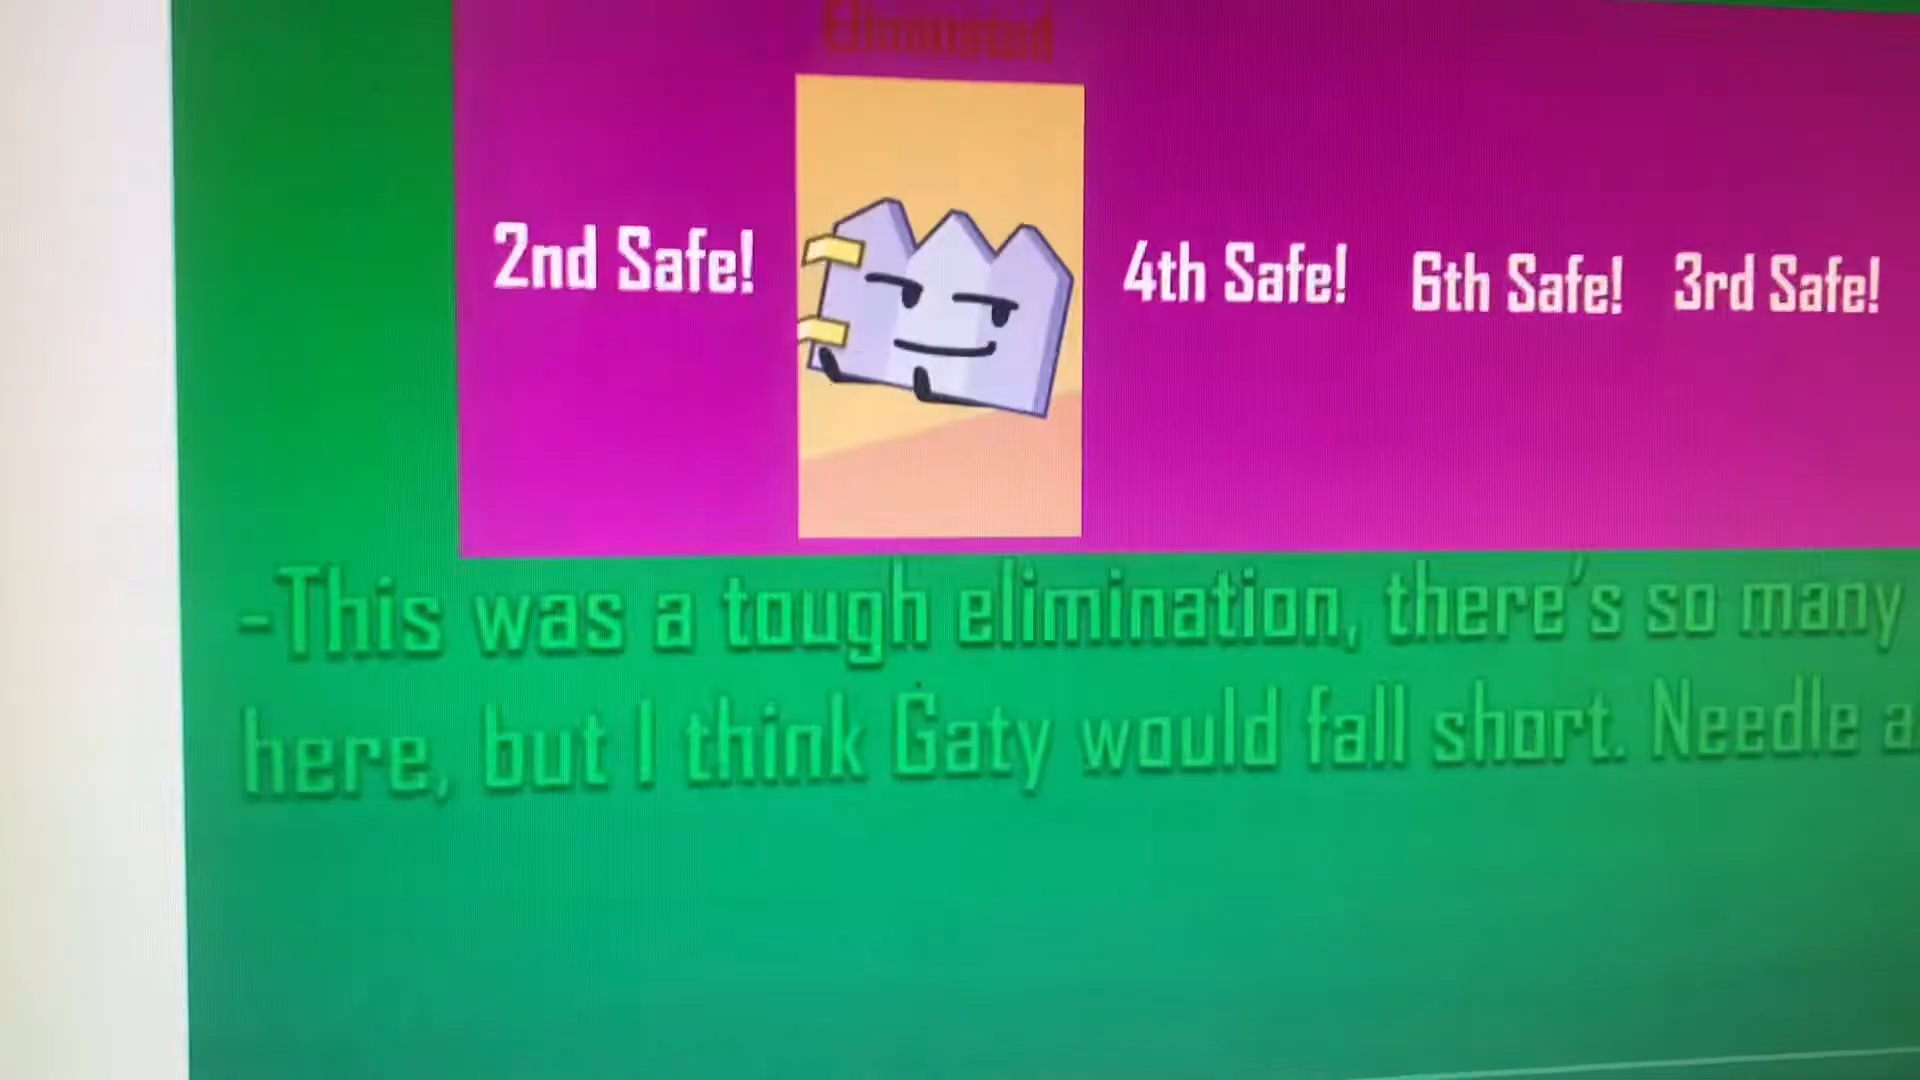 Eliminated
2nd Safe! 4th Safe! 6th Safe! 3rd Safe!
-This was a tough elimination, there's so many
here, but I think Gaty would fall short. Needle